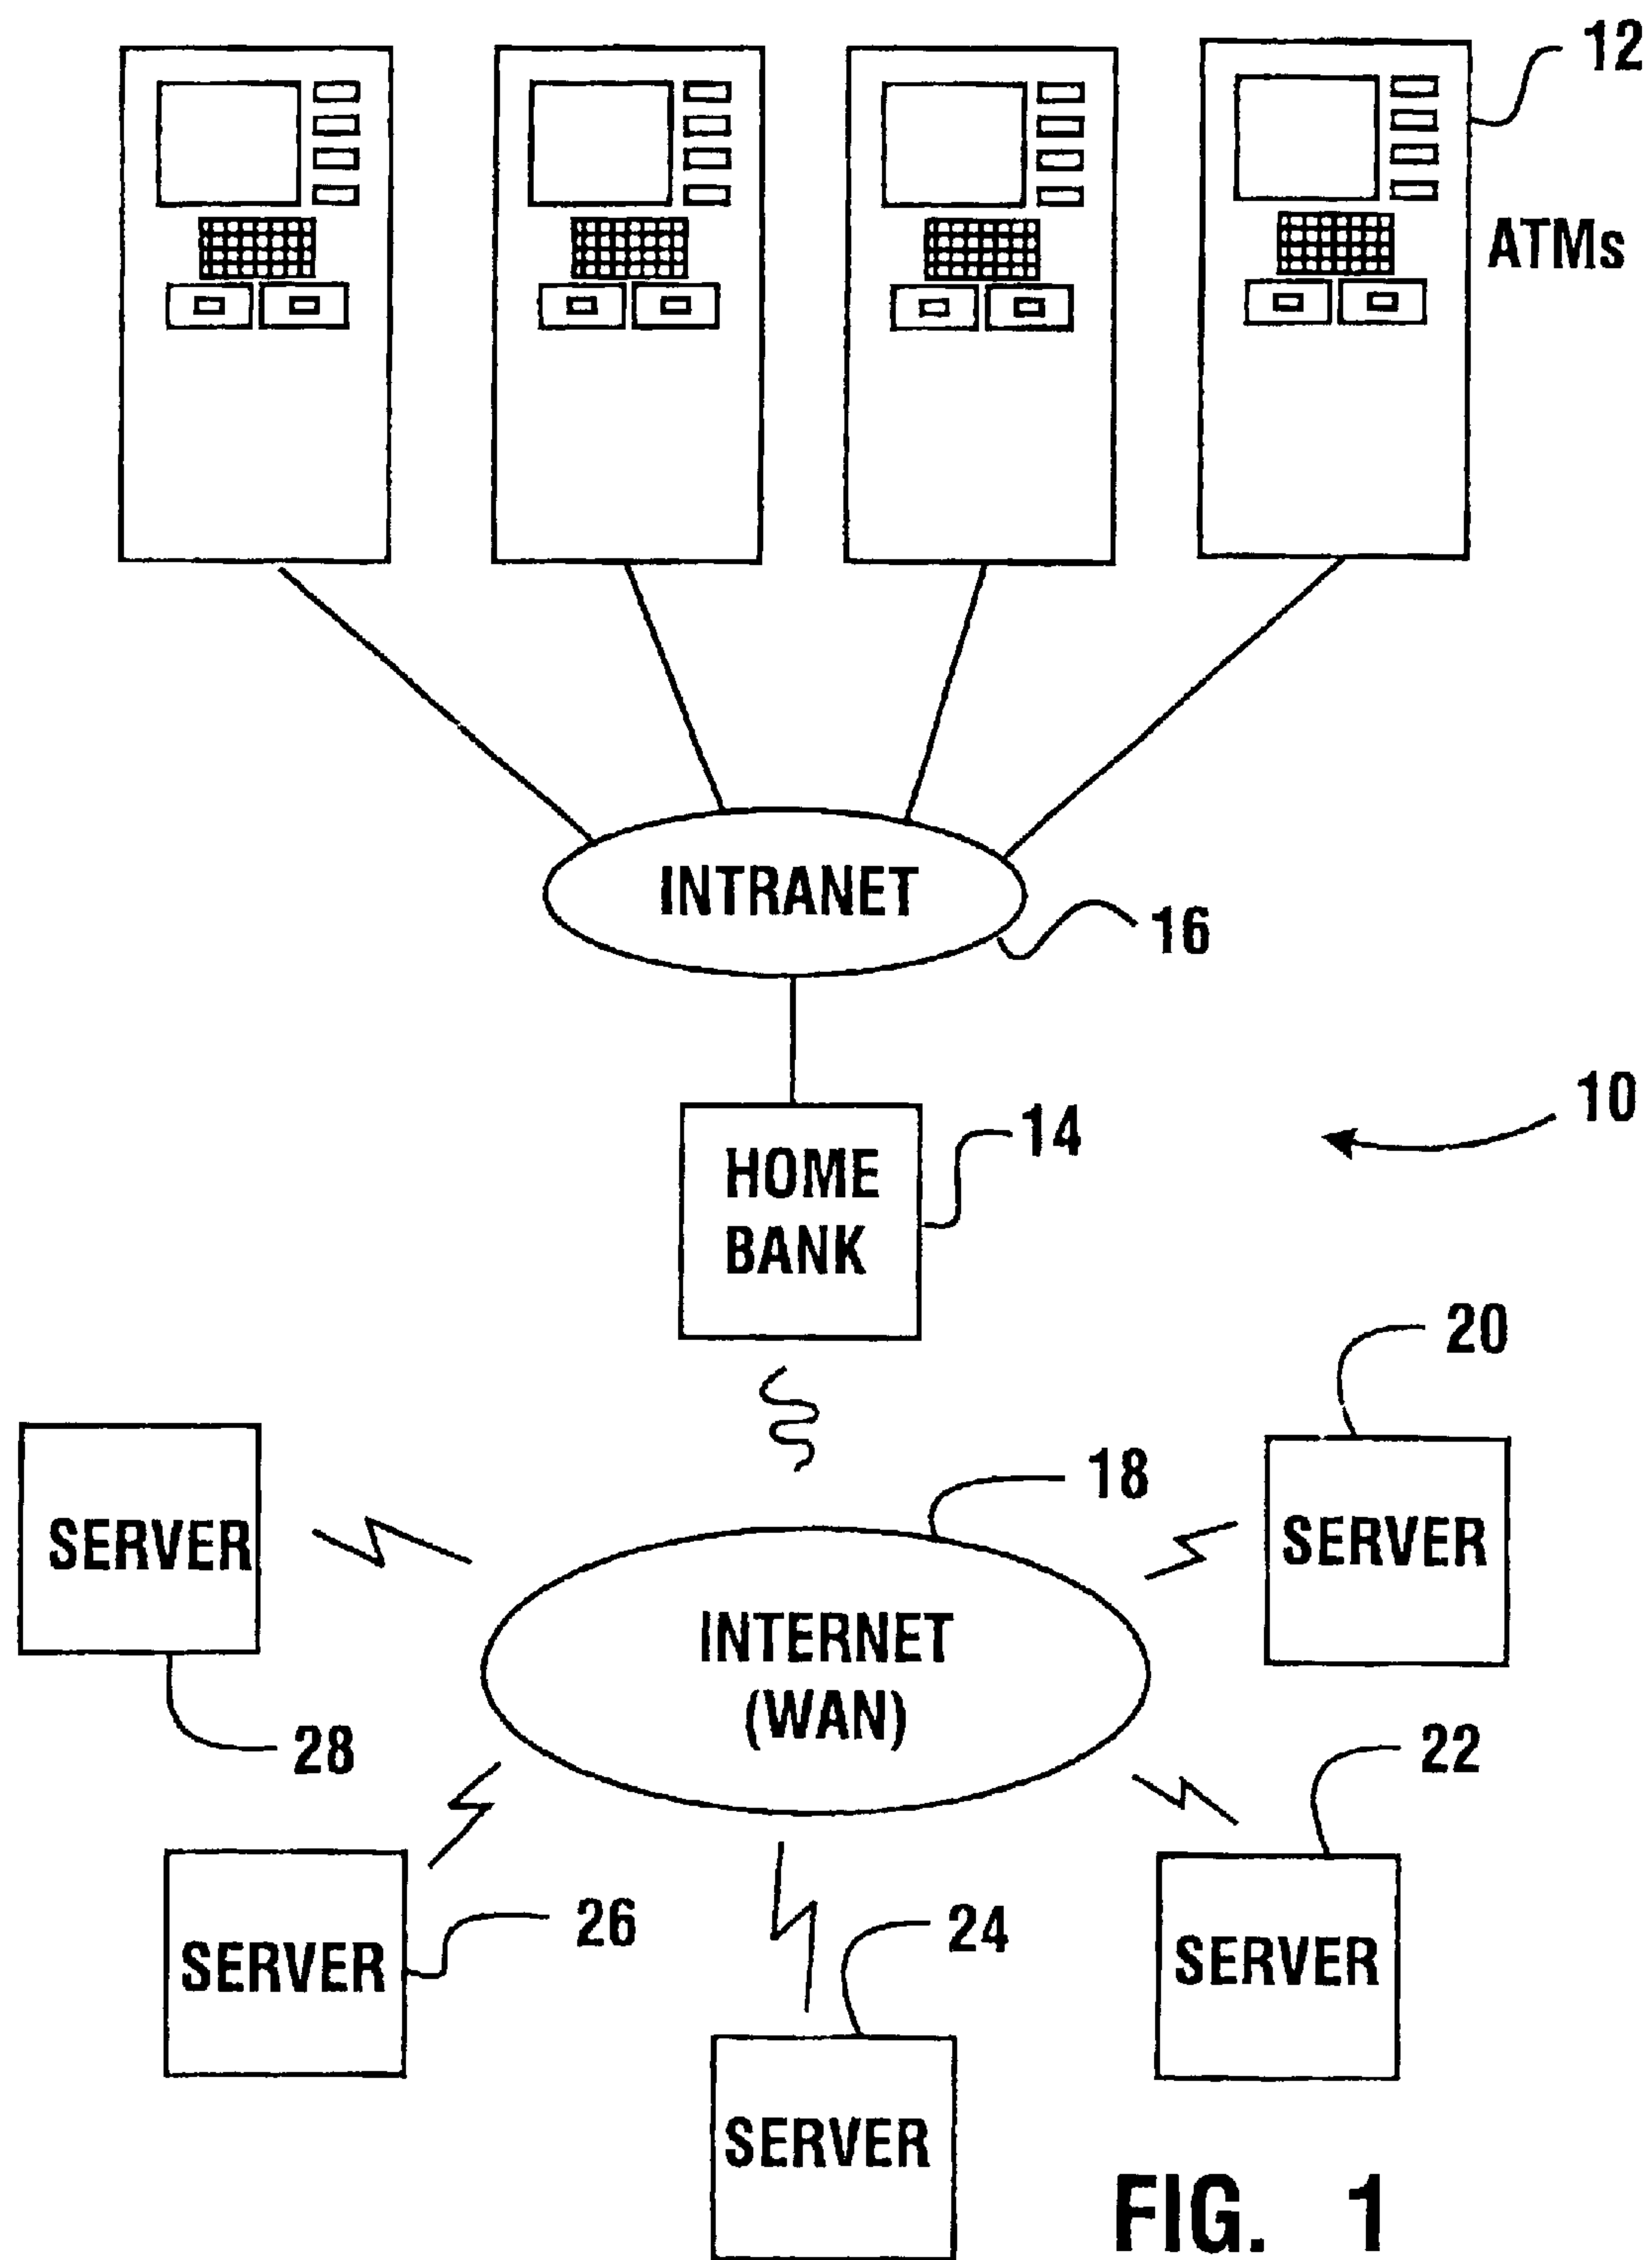 12
ATMs
INTRANET
16
10
14
HOME
BANK
20
18
SERVER
SERVER
INTERNET
(WAN)
28
22
26
24
SERVER
SERVER
SERVER
FIG. 1